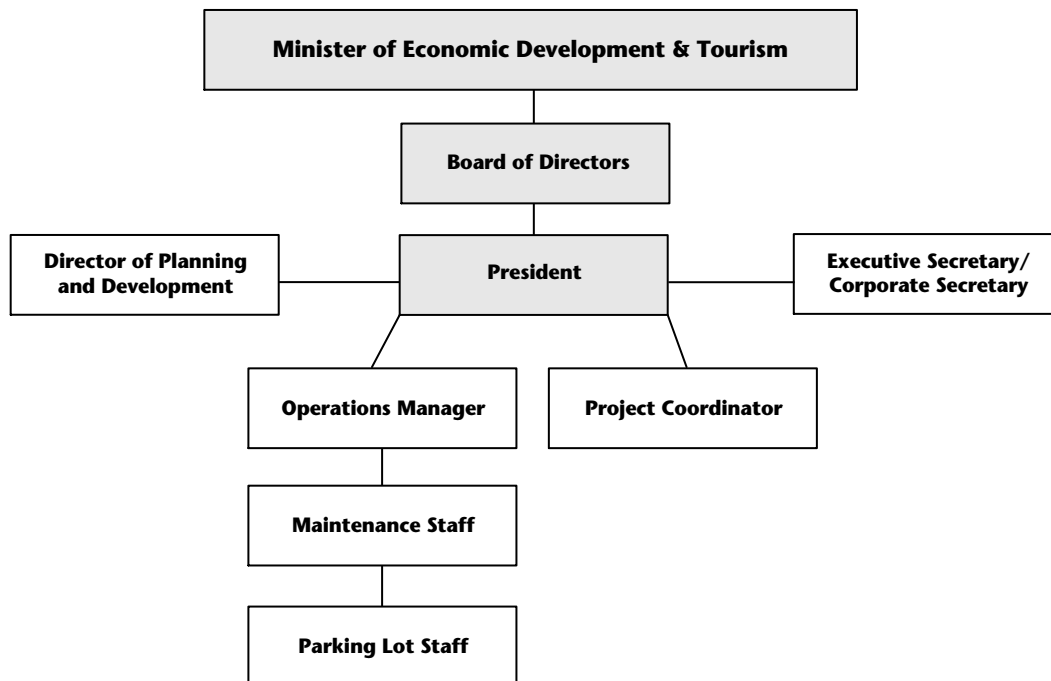 Minister of Economic Development & Tourism
Board of Directors
Director of Planning
and Development
President
Executive Secretary/
Corporate Secretary
Operations Manager
Project Coordinator
Maintenance Staff
Parking Lot Staff